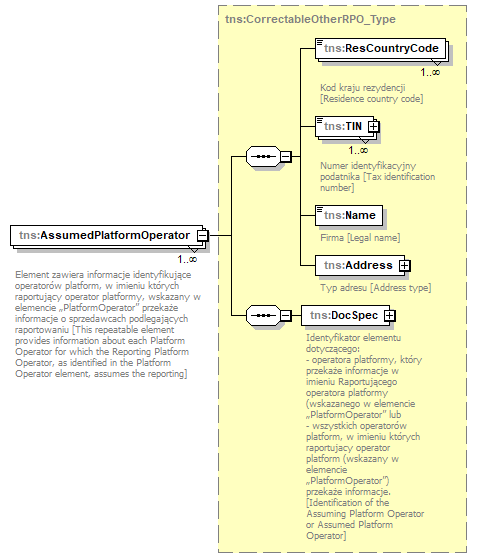 tns:CorrectableOtherRPO_Type
tns:ResCountryCode
1..∞
Kod kraju rezydencji
[Residence country code]
tns:TIN
1..∞
Numer identyfikacyjny
podatnika [Tax identification
number]
tns:Name
Firma [Legal name]
tns:Address
Typ adresu [Address type]
tns:AssumedPlatformOperator
1..∞
Element zawiera informacje identyfikujące
operatorów platform, w imieniu których
raportujący operator platformy, wskazany w
elemencie „PlatformOperator” przekaże
informacje o sprzedawcach podlegających
raportowaniu [This repeatable element
provides information about each Platform
Operator for which the Reporting Platform
Operator, as identified in the Platform
Operator element, assumes the reporting]
tns:DocSpec
Identyfikator elementu
dotyczącego:
- operatora platformy, który
przekaże informacje w
imieniu Raportującego
operatora platformy
(wskazanego w elemencie
„PlatformOperator” lub
- wszystkich operatorów
platform, w imieniu których
raportujący operator
platform (wskazany w
elemencie
„PlatformOperator”)
przekaże informacje.
[Identification of the
Assuming Platform Operator
or Assumed Platform
Operator]